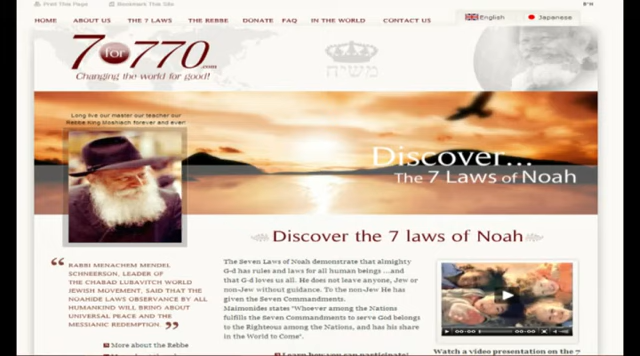 Print This Page Bookmark This Site
ב"ה
HOME ABOUT US THE 7 LAWS THE REBBE DONATE FAQ IN THE WORLD CONTACT US
English Japanese
7 for 770.com
Changing the world for good!
משיח
Long live our master our teacher our
Rebbe King Moshiach forever and ever!
Discover...
The 7 Laws of Noah
Discover the 7 laws of Noah
“ RABBI MENACHEM MENDEL
SCHNEERSON, LEADER OF
THE CHABAD LUBAVITCH WORLD
JEWISH MOVEMENT, SAID THAT THE
NOAHIDE LAWS OBSERVANCE BY ALL
HUMANKIND WILL BRING ABOUT
UNIVERSAL PEACE AND THE
MESSIANIC REDEMPTION. ”
More about the Rebbe
The Seven Laws of Noah demonstrate that almighty
G-d has rules and laws for all human beings ...and
that G-d loves us all. He does not leave anyone, Jew or
non-Jew without guidance. To the non-Jew He has
given the Seven Commandments.
Maimonides states "Whoever among the Nations
fulfills the Seven Commandments to serve God belongs
to the Righteous among the Nations, and has his share
in the World to Come".
Learn how you can participate!
Watch a video presentation on the 7